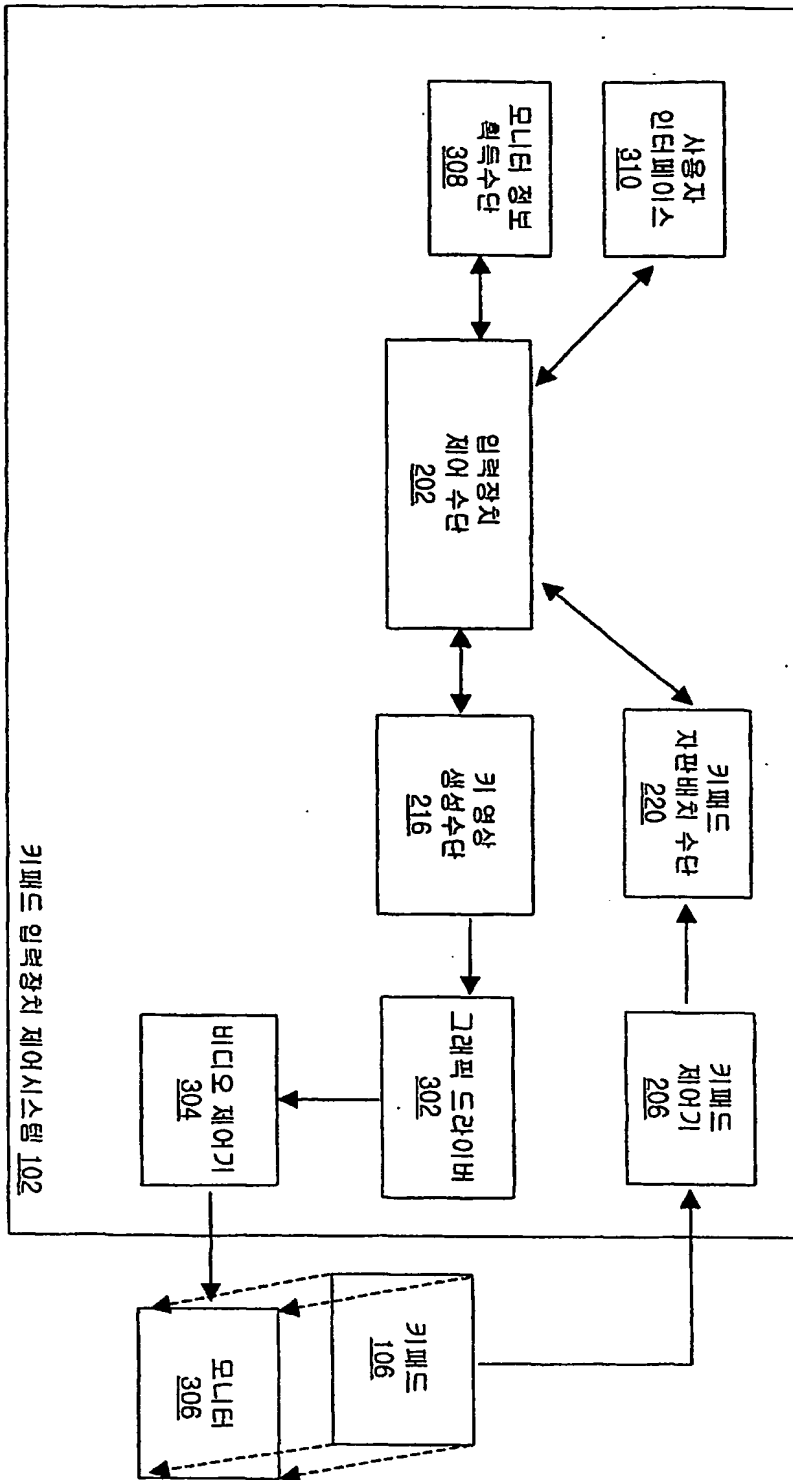 사용자
인터페이스
310
모니터 정보
획득수단
308
입력장치
제어 수단
202
키패드
자판배치 수단
220
키 영상
생성수단
216
키패드
제어기
206
그래픽 드라이버
302
비디오 제어기
304
키패드
106
모니터
306
키패드 입력장치 제어시스템 102